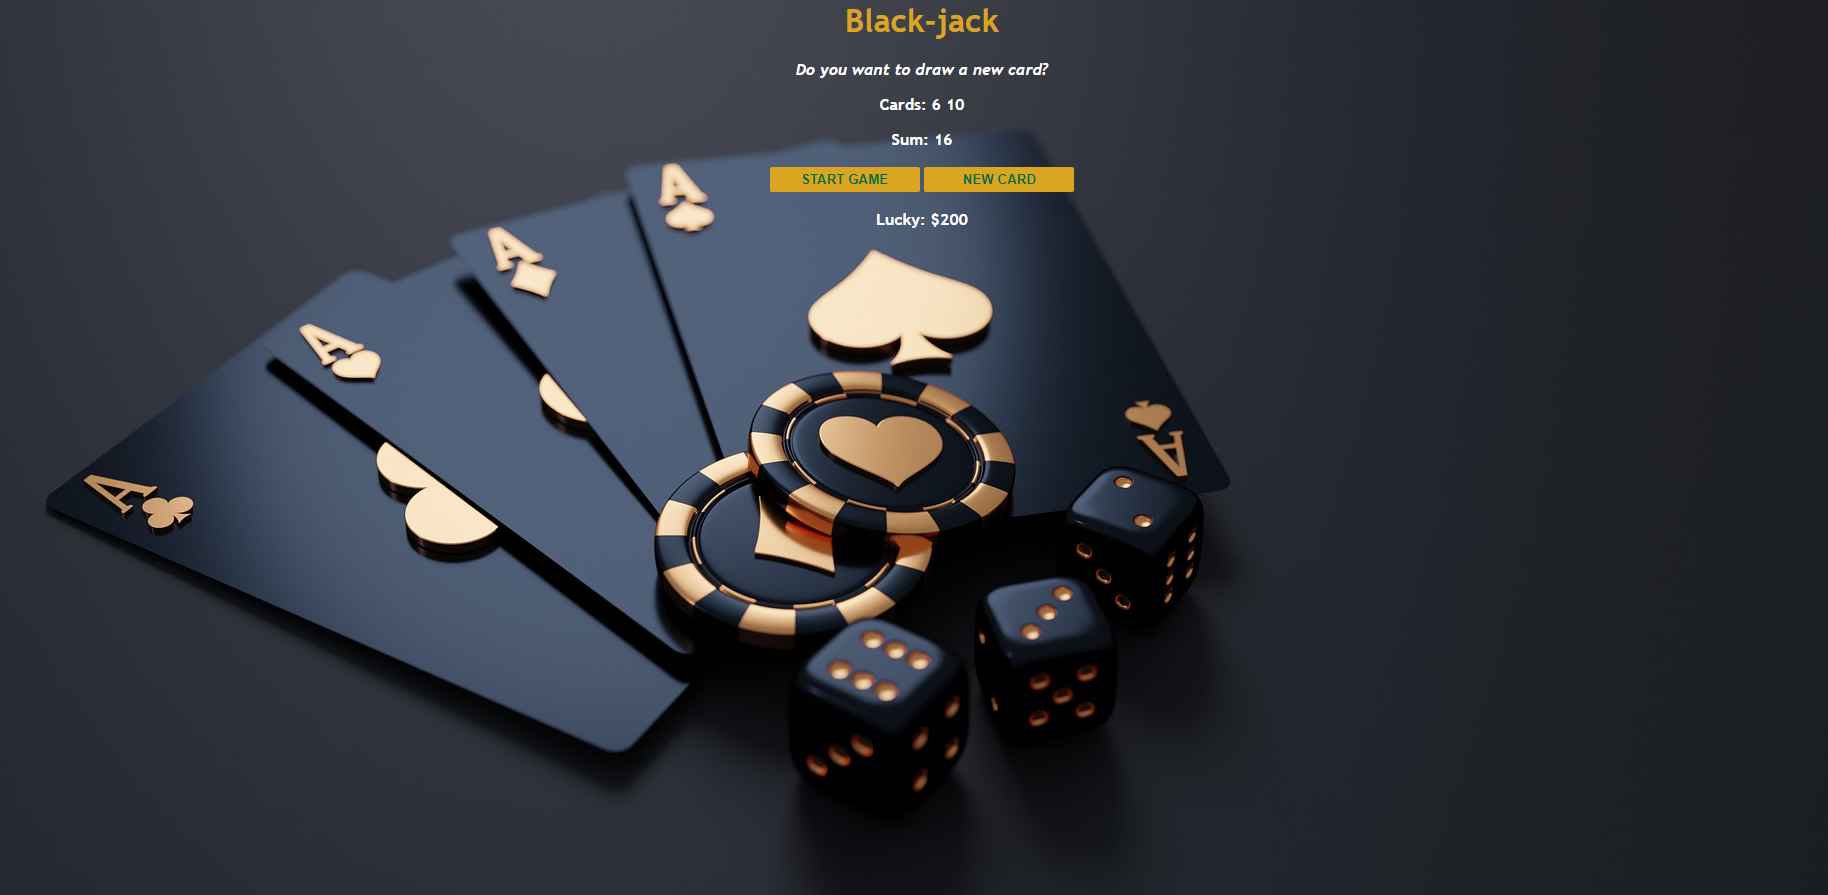 Black-jack
Do you want to draw a new card?
Cards: 6 10
Sum: 16
START GAME NEW CARD
Lucky: $200
A
A
A
A
A